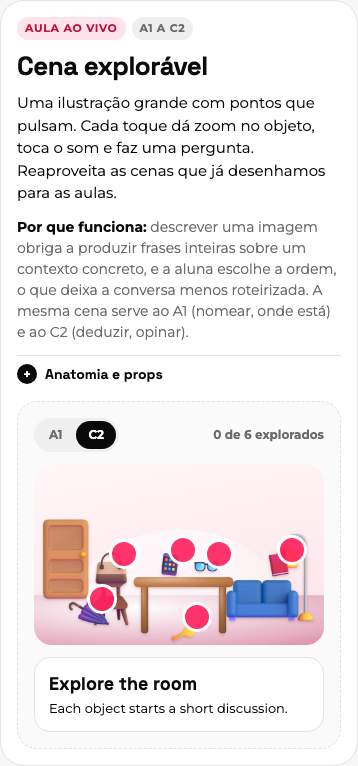 AULA AO VIVO A1 A C2
Cena explorável
Uma ilustração grande com pontos que
pulsam. Cada toque dá zoom no objeto,
toca o som e faz uma pergunta.
Reaproveita as cenas que já desenhamos
para as aulas.
Por que funciona: descrever uma imagem
obriga a produzir frases inteiras sobre um
contexto concreto, e a aluna escolhe a ordem,
o que deixa a conversa menos roteirizada. A
mesma cena serve ao A1 (nomear, onde está)
e ao C2 (deduzir, opinar).
+ Anatomia e props
A1 C2 0 de 6 explorados
Explore the room
Each object starts a short discussion.